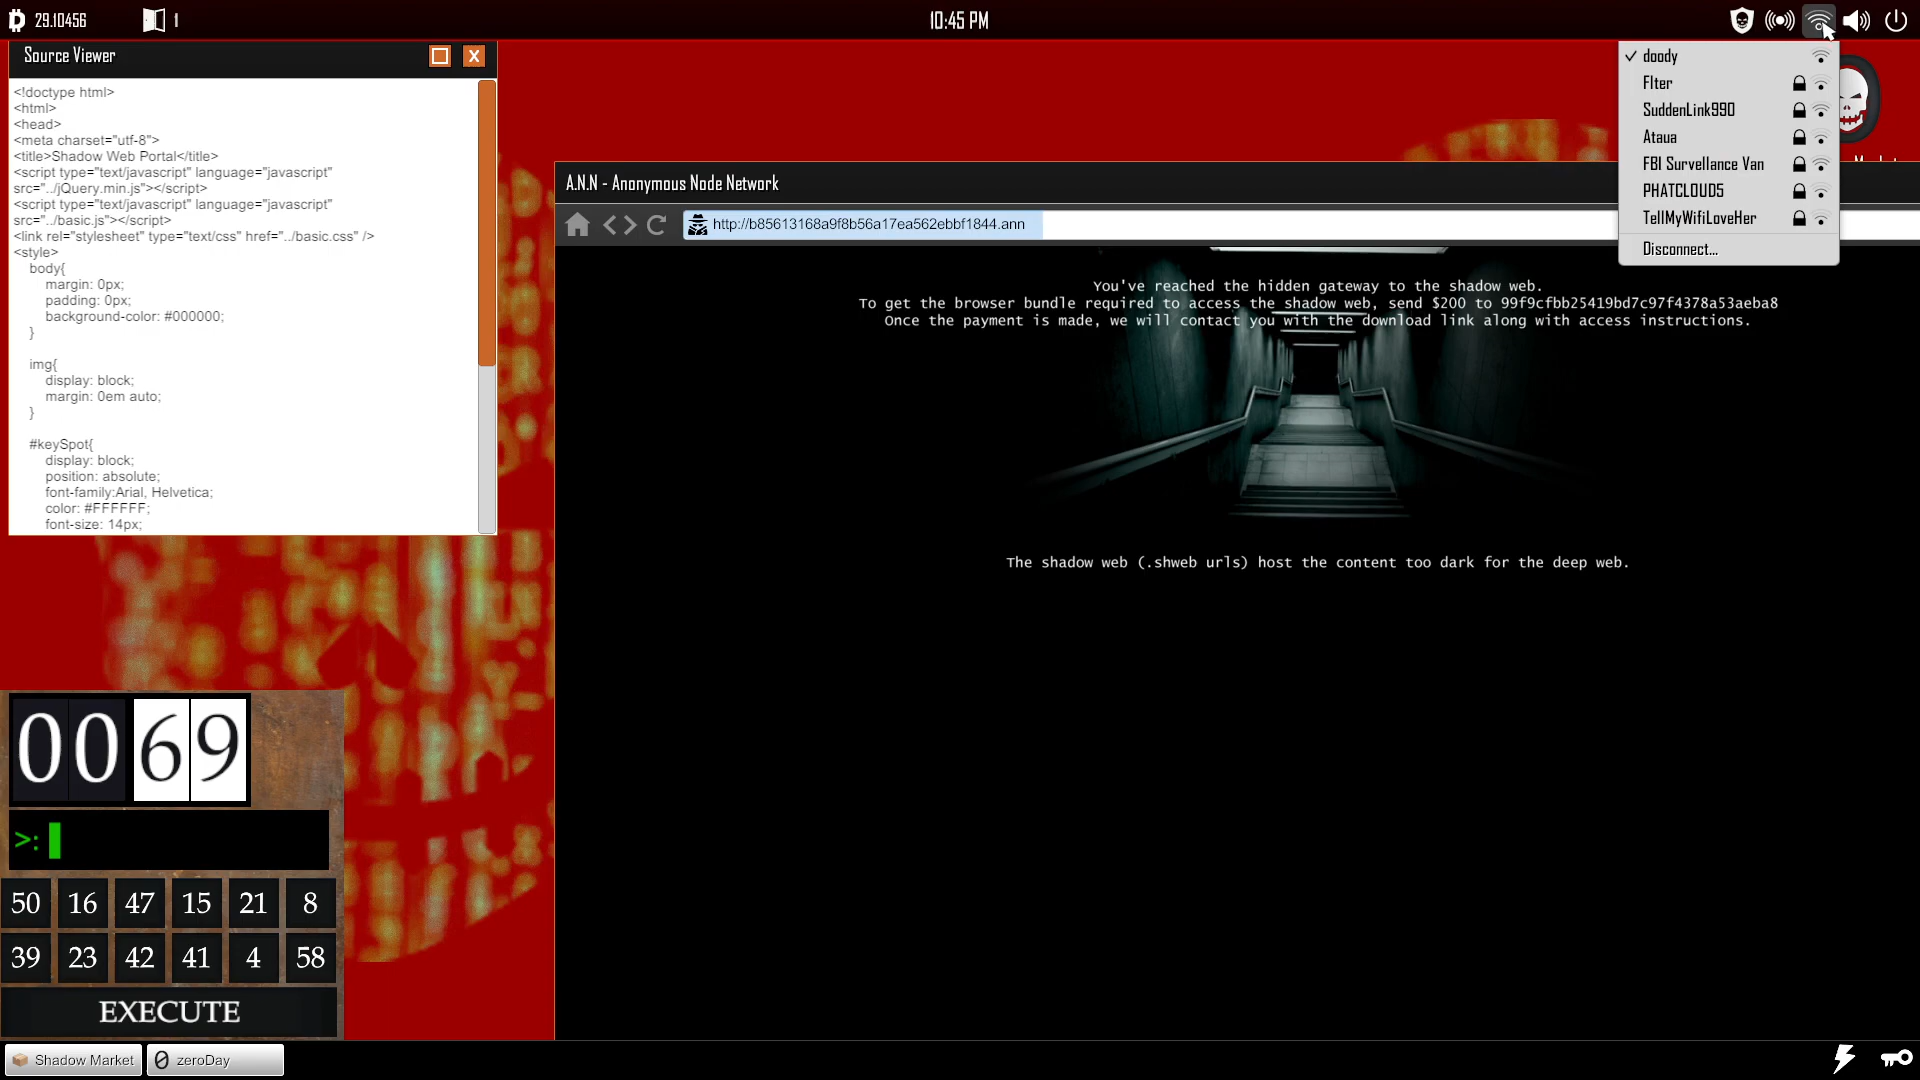 29.10456
1
10:45 PM
Source Viewer
X
<!doctype html>
<html>
<head>
<meta charset="utf-8">
<title>Shadow Web Portal</title>
<script type="text/javascript" language="javascript"
src="../jQuery.min.js"></script>
<script type="text/javascript" language="javascript"
src="../basic.js"></script>
<link rel="stylesheet" type="text/css" href="../basic.css" />
<style>
body{
margin: 0px;
padding: 0px;
background-color: #000000;
}
img{
display: block;
margin: 0em auto;
}
#keySpot{
display: block;
position: absolute;
font-family:Arial, Helvetica;
color: #FFFFFF;
font-size: 14px;
doody
FIter
SuddenLink990
Ataua
FBI Survellance Van
PHATCLOUD5
TellMyWifiLoveHer
Disconnect...
A.N.N - Anonymous Node Network
http://b85613168a9f8b56a17ea562ebbf1844.ann
You've reached the hidden gateway to the shadow web.
To get the browser bundle required to access the shadow web, send $200 to 99f9cfbb25419bd7c97f4378a53aeba8
Once the payment is made, we will contact you with the download link along with access instructions.
The shadow web (.shweb urls) host the content too dark for the deep web.
0069
>:
50 16 47 15 21 8
39 23 42 41 4 58
EXECUTE
Shadow Market
zeroDay